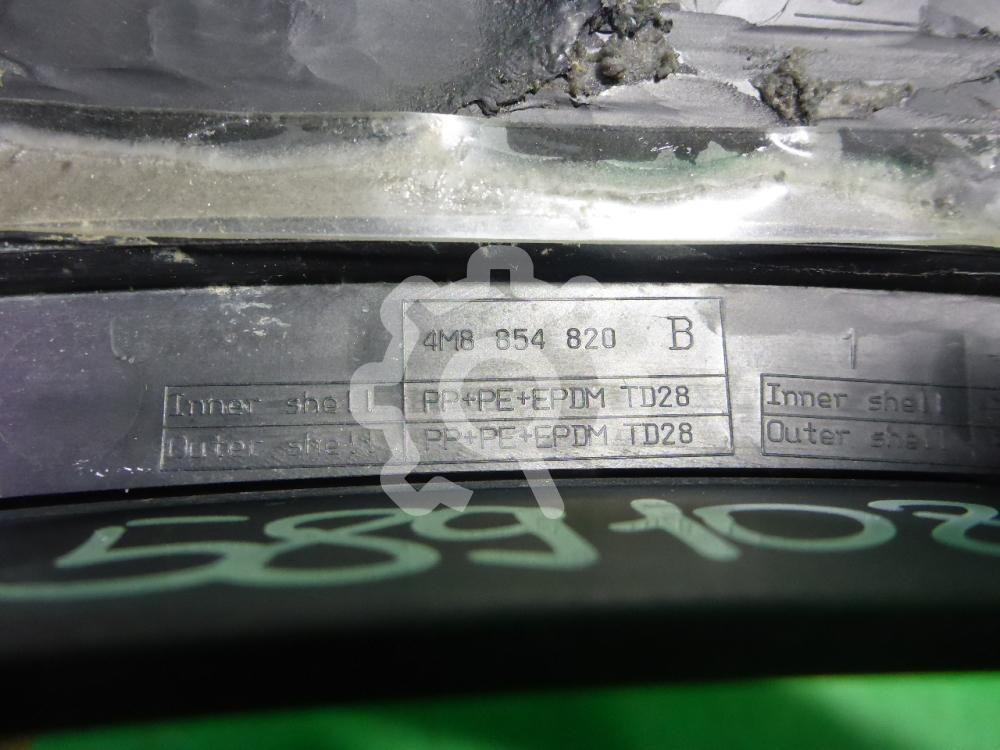 4M8 854 820 B
1
Inner shell PP+PE+EPDM TD28 Inner shell
Outer shell PP+PE+EPDM TD28 Outer shell
589102